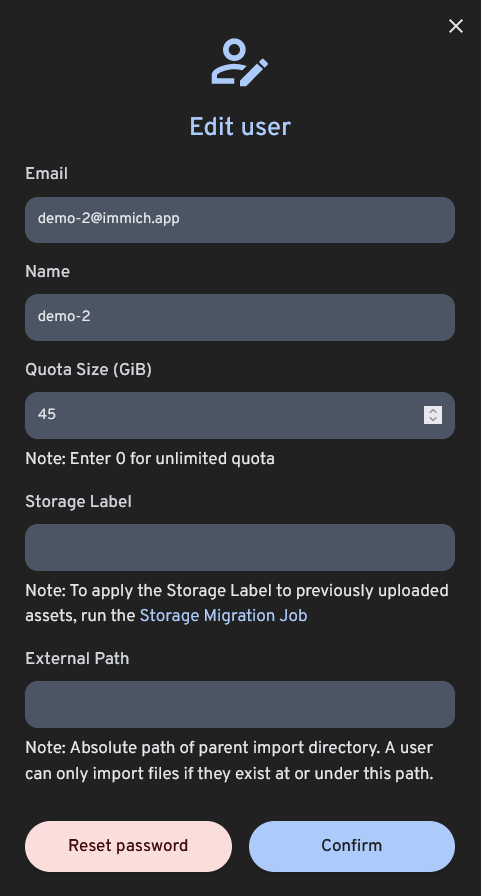 Edit user
Email
demo-2@immich.app
Name
demo-2
Quota Size (GiB)
45
Note: Enter 0 for unlimited quota
Storage Label
Note: To apply the Storage Label to previously uploaded
assets, run the Storage Migration Job
External Path
Note: Absolute path of parent import directory. A user
can only import files if they exist at or under this path.
Reset password
Confirm